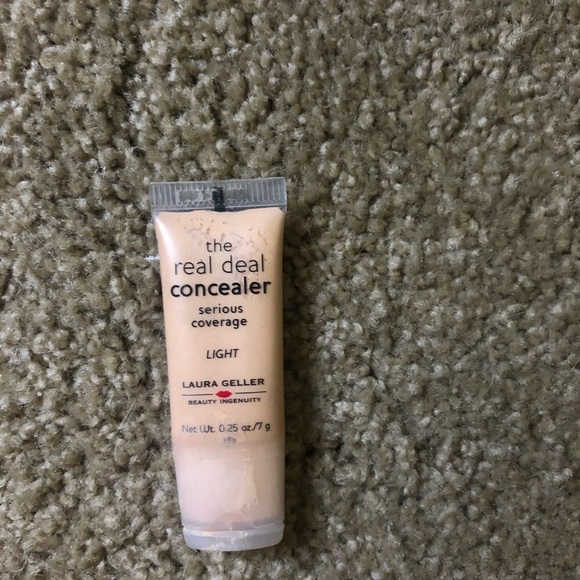 the
real deal
concealer
serious
coverage
LIGHT
LAURA GELLER
BEAUTY INGENUITY
Net Wt. 0.25 oz/7 g